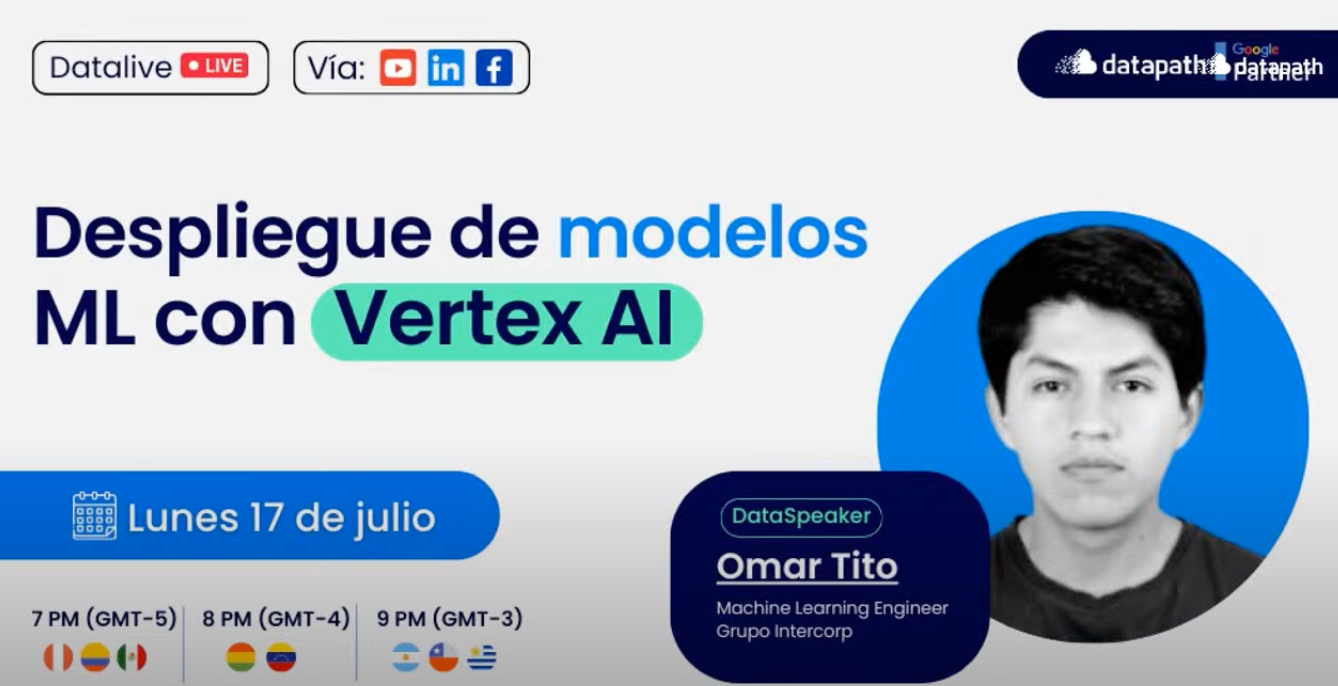 Datalive LIVE
Vía:
datapath
Google
Partner
datapath
Despliegue de modelos
ML con Vertex AI
Lunes 17 de julio
7 PM (GMT-5) 8 PM (GMT-4) 9 PM (GMT-3)
DataSpeaker
Omar Tito
Machine Learning Engineer
Grupo Intercorp